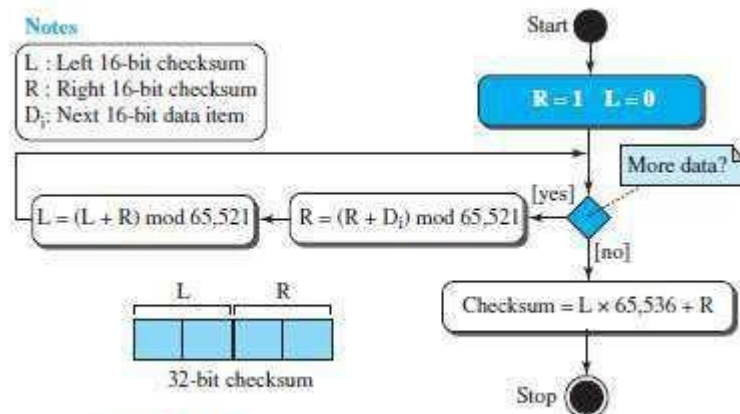 Notes
L : Left 16-bit checksum
R : Right 16-bit checksum
Di: Next 16-bit data item
Start
R = 1 L = 0
More data?
[yes]
L = (L + R) mod 65,521
R = (R + Di) mod 65,521
[no]
Checksum = L × 65,536 + R
L R
32-bit checksum
Stop